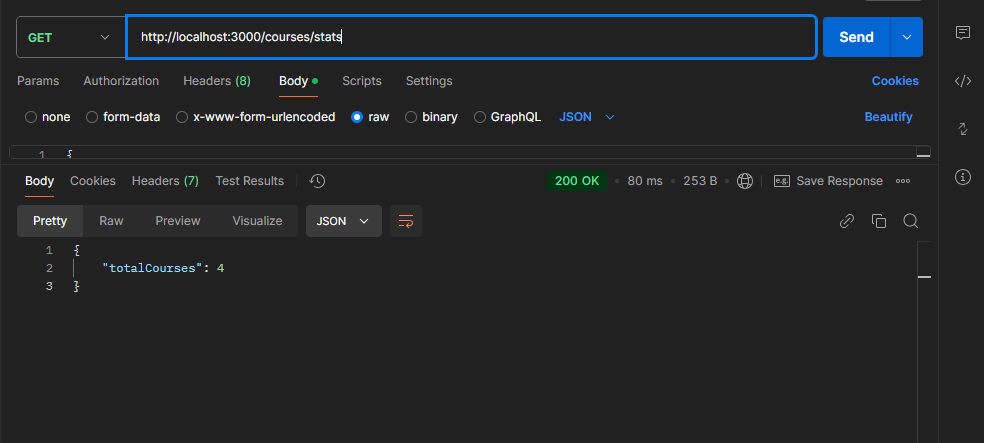 GET http://localhost:3000/courses/stats Send
Params Authorization Headers (8) Body Scripts Settings Cookies
none form-data x-www-form-urlencoded raw binary GraphQL JSON Beautify
1 {
Body Cookies Headers (7) Test Results 200 OK 80 ms 253 B e.g. Save Response
Pretty Raw Preview Visualize JSON
1 {
2 "totalCourses": 4
3 }